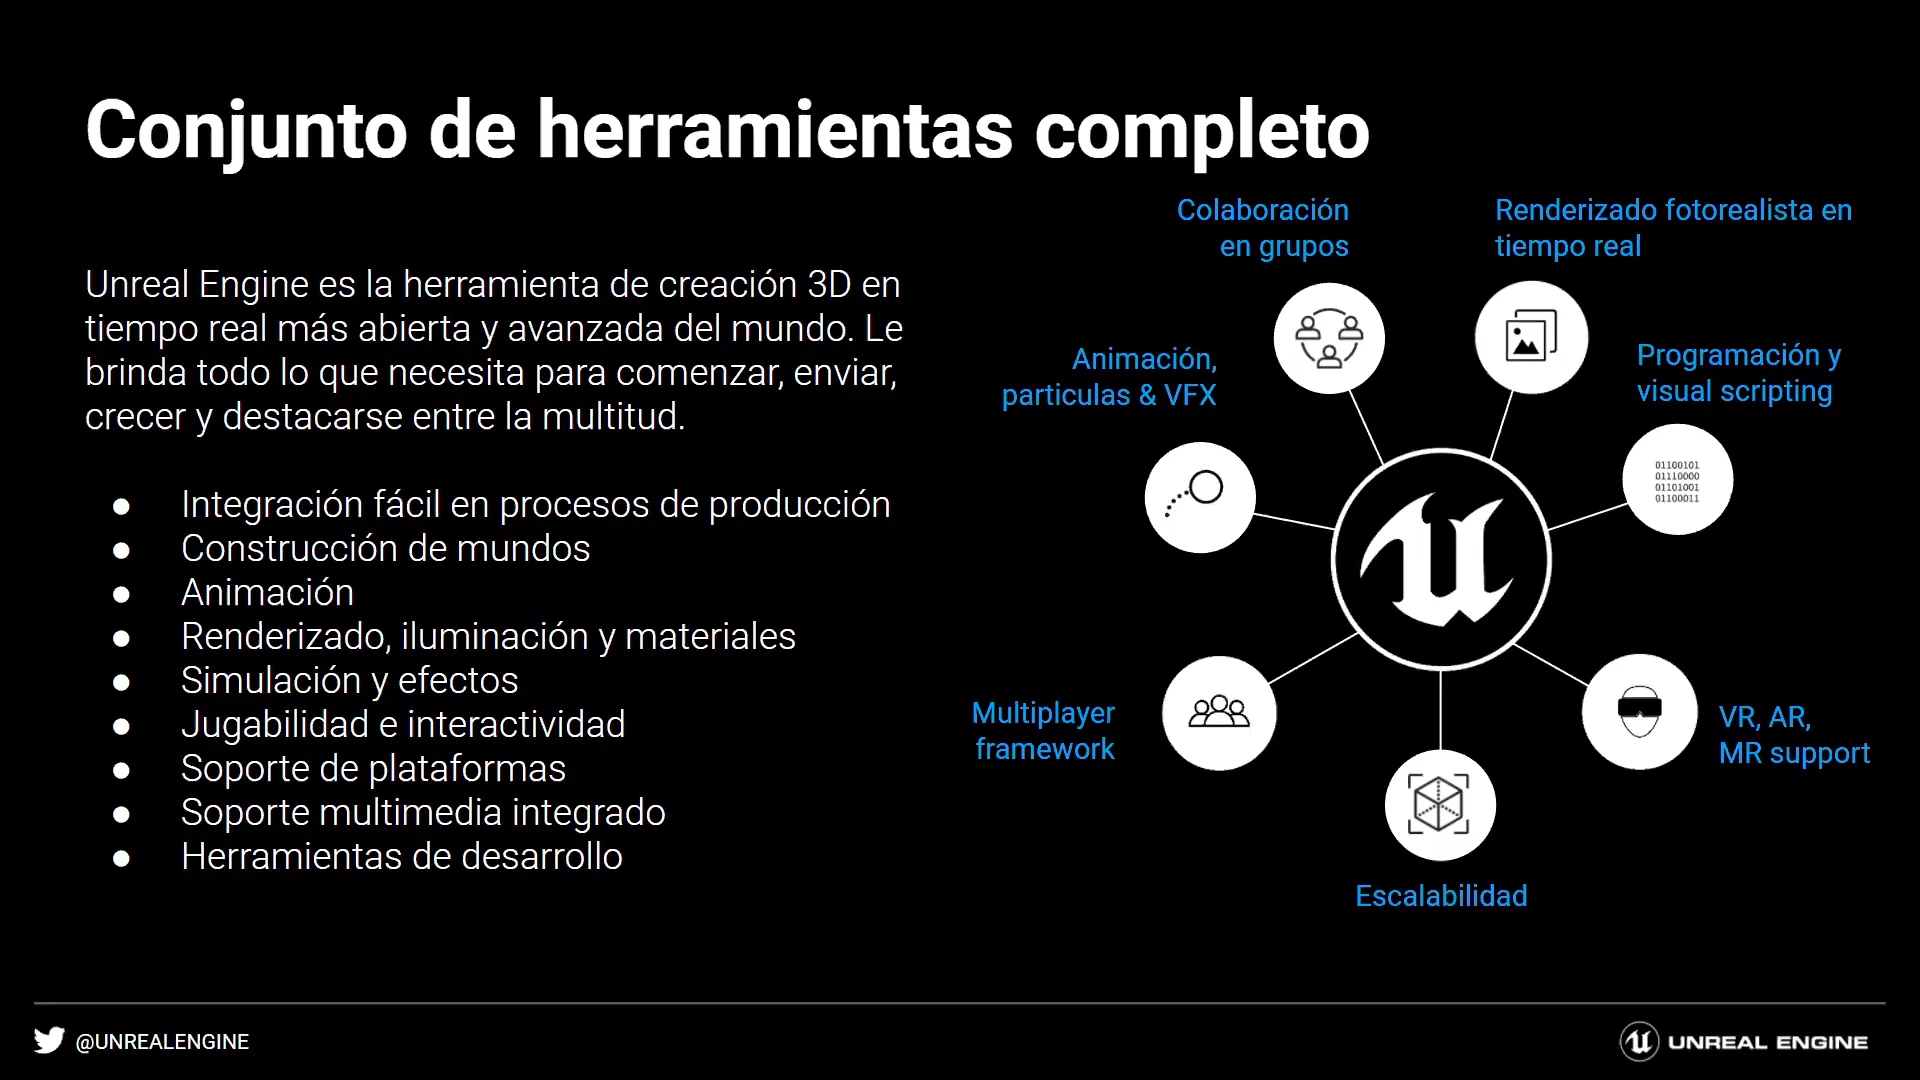 Conjunto de herramientas completo
Unreal Engine es la herramienta de creación 3D en
tiempo real más abierta y avanzada del mundo. Le
brinda todo lo que necesita para comenzar, enviar,
crecer y destacarse entre la multitud.
● Integración fácil en procesos de producción
● Construcción de mundos
● Animación
● Renderizado, iluminación y materiales
● Simulación y efectos
● Jugabilidad e interactividad
● Soporte de plataformas
● Soporte multimedia integrado
● Herramientas de desarrollo
Colaboración
en grupos
Renderizado fotorealista en
tiempo real
Animación,
particulas & VFX
Programación y
visual scripting
01100101
01110000
01101001
01100011
Multiplayer
framework
VR, AR,
MR support
Escalabilidad
@UNREALENGINE
UNREAL ENGINE